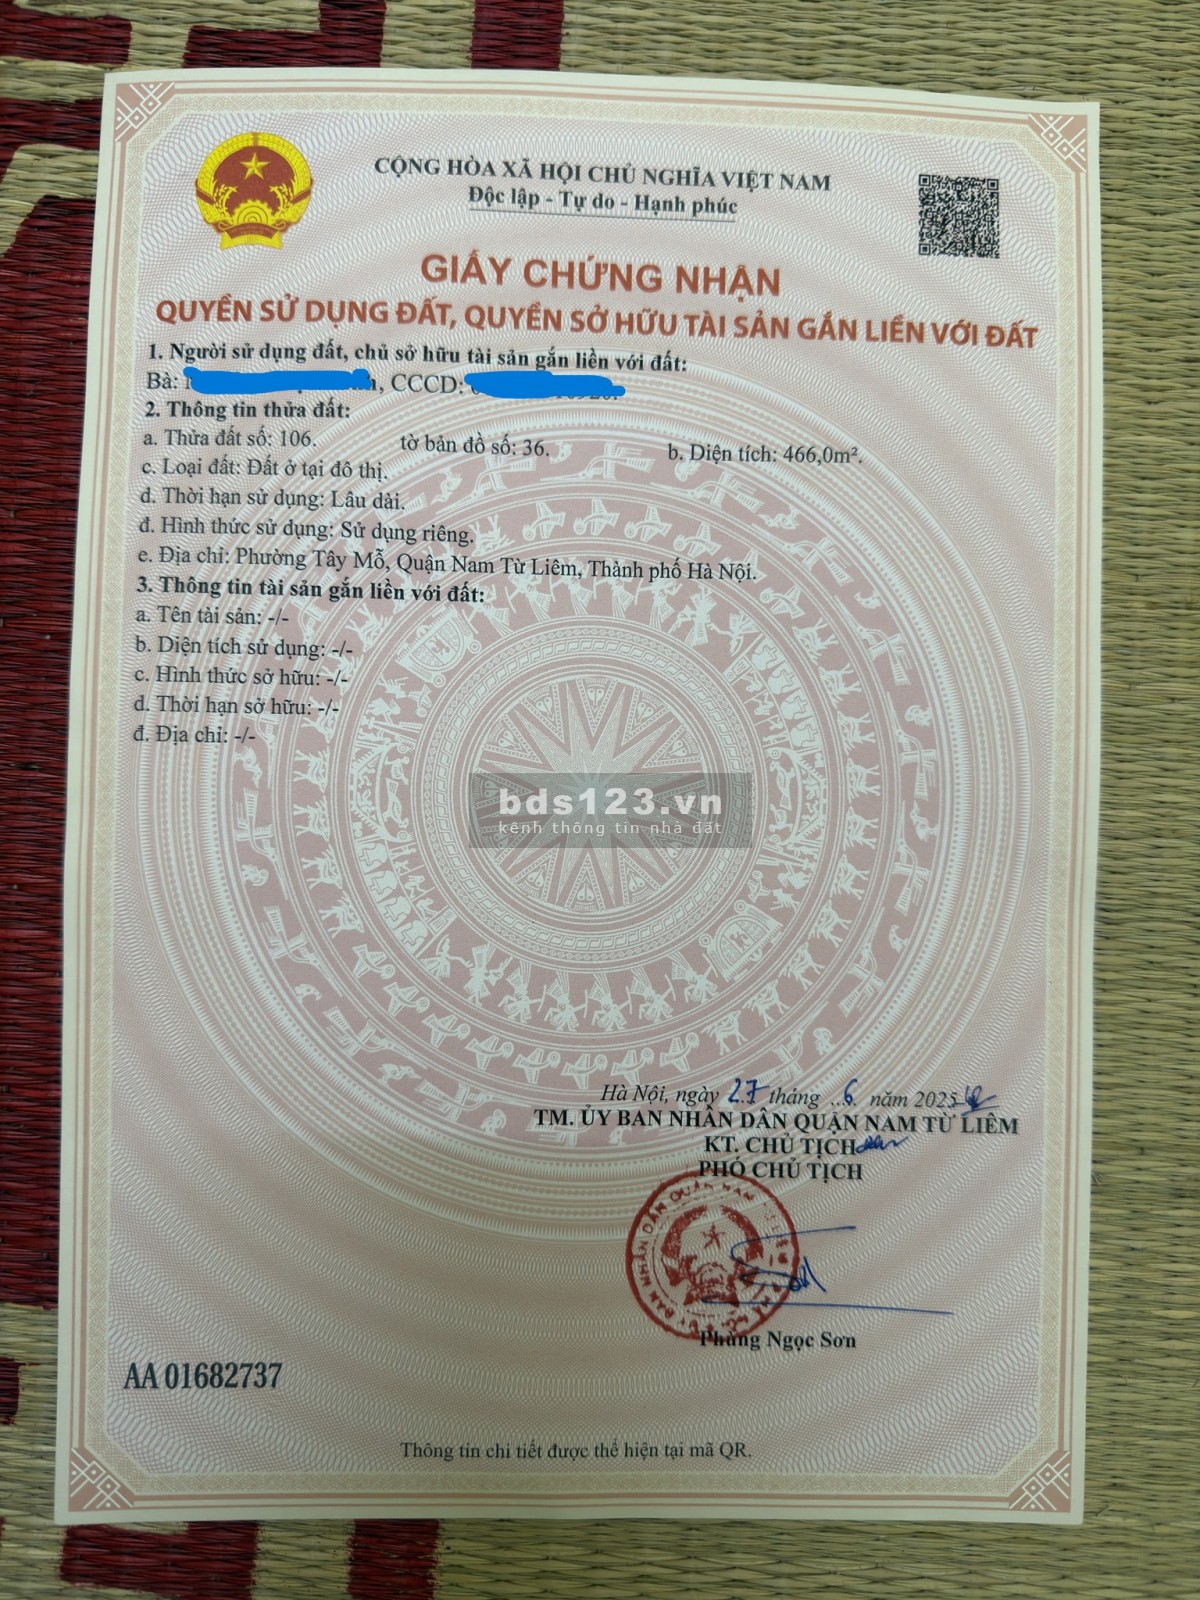 CỘNG HÒA XÃ HỘI CHỦ NGHĨA VIỆT NAM
Độc lập - Tự do - Hạnh phúc
GIẤY CHỨNG NHẬN
QUYỀN SỬ DỤNG ĐẤT, QUYỀN SỞ HỮU TÀI SẢN GẮN LIỀN VỚI ĐẤT
1. Người sử dụng đất, chủ sở hữu tài sản gắn liền với đất:
Bà: , CCCD:
2. Thông tin thửa đất:
a. Thửa đất số: 106. tờ bản đồ số: 36. b. Diện tích: 466,0m².
c. Loại đất: Đất ở tại đô thị.
d. Thời hạn sử dụng: Lâu dài.
đ. Hình thức sử dụng: Sử dụng riêng.
e. Địa chỉ: Phường Tây Mỗ, Quận Nam Từ Liêm, Thành phố Hà Nội.
3. Thông tin tài sản gắn liền với đất:
a. Tên tài sản: -/-
b. Diện tích sử dụng: -/-
c. Hình thức sở hữu: -/-
d. Thời hạn sở hữu: -/-
đ. Địa chỉ: -/-
bds123.vn
kênh thông tin nhà đất
Hà Nội, ngày 27 tháng 6 năm 2025
TM. ỦY BAN NHÂN DÂN QUẬN NAM TỪ LIÊM
KT. CHỦ TỊCH
PHÓ CHỦ TỊCH
Phùng Ngọc Sơn
AA 01682737
Thông tin chi tiết được thể hiện tại mã QR.